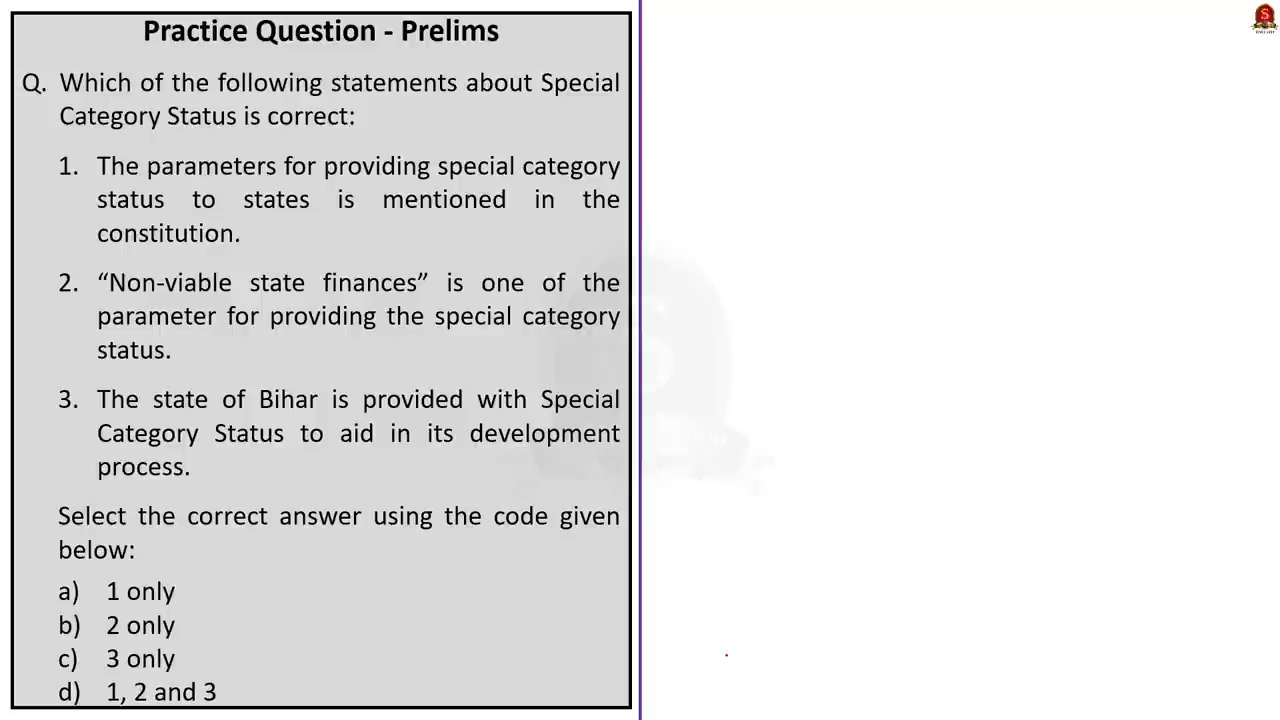 Practice Question - Prelims
Q. Which of the following statements about Special
Category Status is correct:
1. The parameters for providing special category
status to states is mentioned in the
constitution.
2. “Non-viable state finances” is one of the
parameter for providing the special category
status.
3. The state of Bihar is provided with Special
Category Status to aid in its development
process.
Select the correct answer using the code given
below:
a) 1 only
b) 2 only
c) 3 only
d) 1, 2 and 3